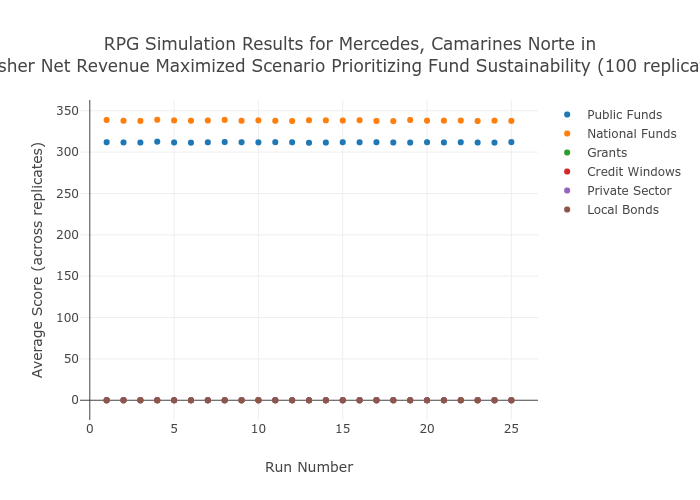 RPG Simulation Results for Mercedes, Camarines Norte in
Net Revenue Maximized Scenario Prioritizing Fund Sustainability (100
350
300
250
200
150
100
50
0
0
5
10
15
20
25
Average Score (across replicates)
Run Number
Public Funds
National Funds
Grants
Credit Windows
Private Sector
Local Bonds